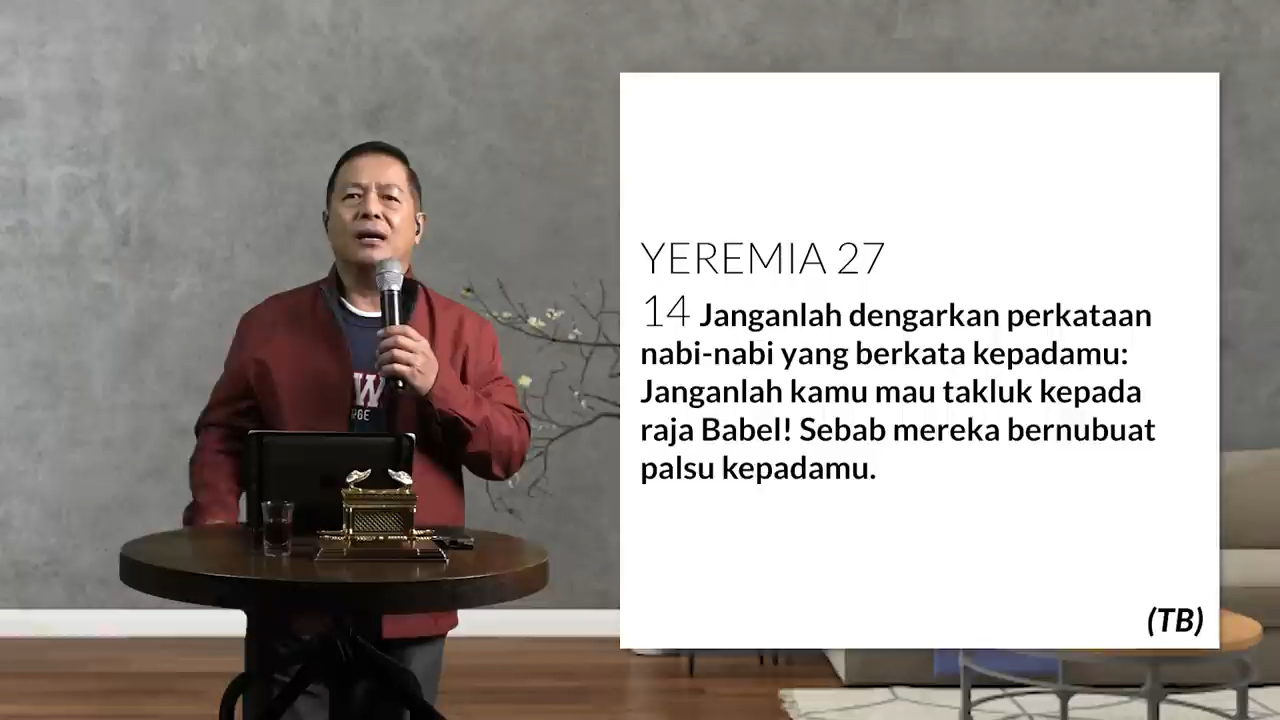 YEREMIA 27
14 Janganlah dengarkan perkataan
nabi-nabi yang berkata kepadamu:
Janganlah kamu mau takluk kepada
raja Babel! Sebab mereka bernubuat
palsu kepadamu.
(TB)
W